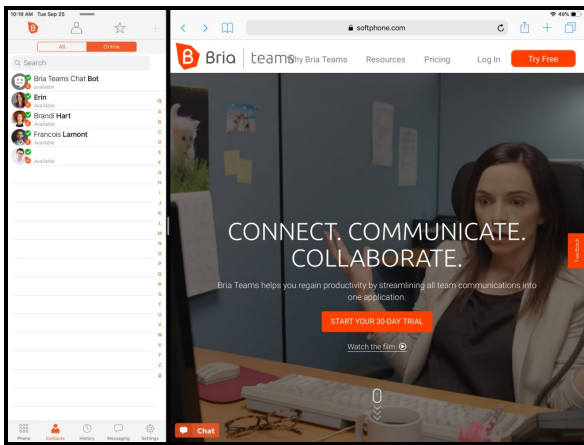 10:19 AM Tue Sep 25
49%
B
All
Online
Search
Bria Teams Chat Bot
Available
Erin
Available
Brandi Hart
Available
Francois Lamont
Available
Available
A
B
C
D
E
F
G
H
I
J
K
L
M
N
O
P
Q
R
S
T
U
V
W
X
Y
Z
#
Phone
Contacts
History
Messaging
Settings
softphone.com
B Bria teams
Why Bria Teams
Resources
Pricing
Log In
Try Free
CONNECT. COMMUNICATE.
COLLABORATE.
Bria Teams helps you regain productivity by streamlining all team communications into
one application.
START YOUR 30-DAY TRIAL
Watch the film
Feedback
Chat